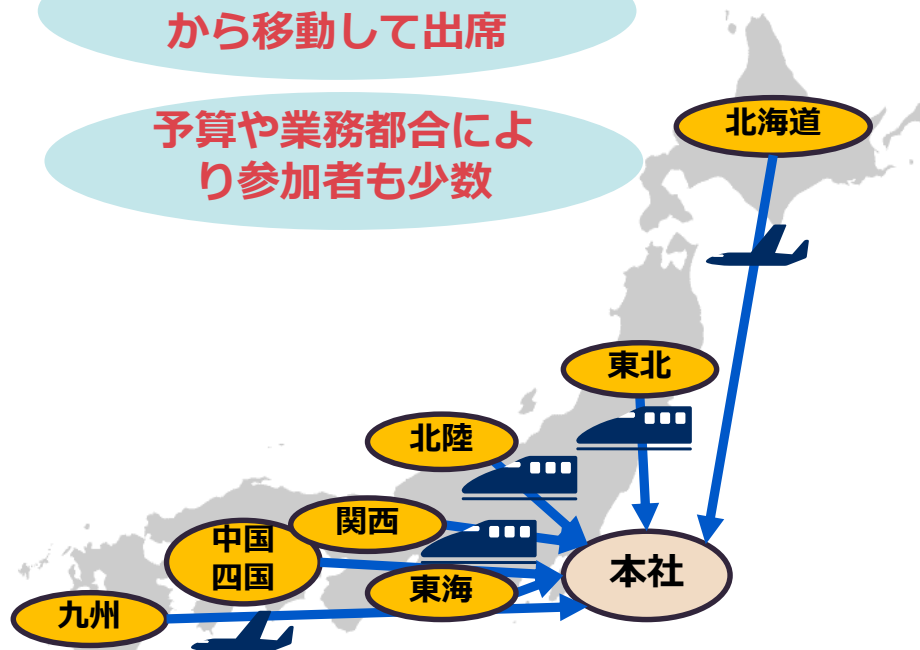 から移動して出席
予算や業務都合によ
り参加者も少数
北海道
東北
北陸
関西
中国
四国
東海
本社
九州